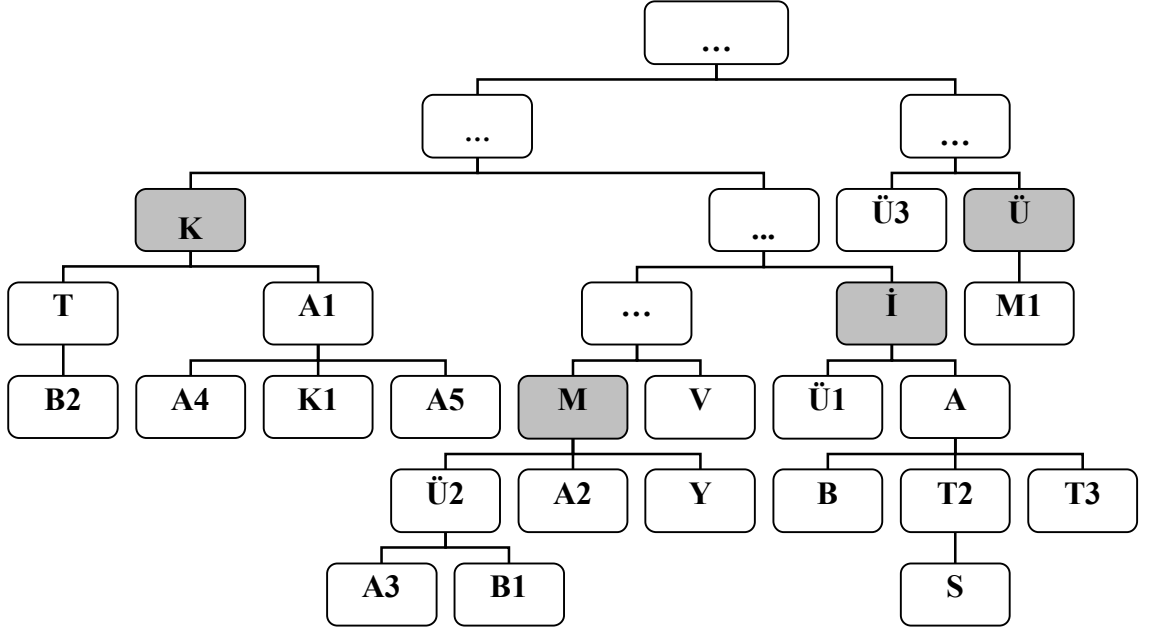 …
... …
K ... Ü3 Ü
T A1 … İ M1
B2 A4 K1 A5 M V Ü1 A
Ü2 A2 Y B T2 T3
A3 B1 S